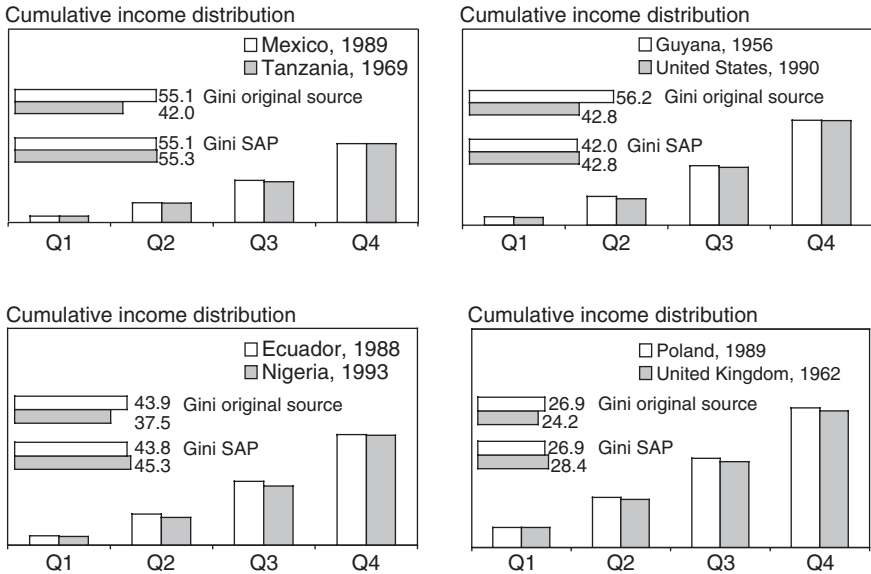 Cumulative income distribution
Mexico, 1989
Tanzania, 1969
55.1 Gini original source
42.0
55.1 Gini SAP
55.3
Q1 Q2 Q3 Q4
Cumulative income distribution
Guyana, 1956
United States, 1990
56.2 Gini original source
42.8
42.0 Gini SAP
42.8
Q1 Q2 Q3 Q4
Cumulative income distribution
Ecuador, 1988
Nigeria, 1993
43.9 Gini original source
37.5
43.8 Gini SAP
45.3
Q1 Q2 Q3 Q4
Cumulative income distribution
Poland, 1989
United Kingdom, 1962
26.9 Gini original source
24.2
26.9 Gini SAP
28.4
Q1 Q2 Q3 Q4